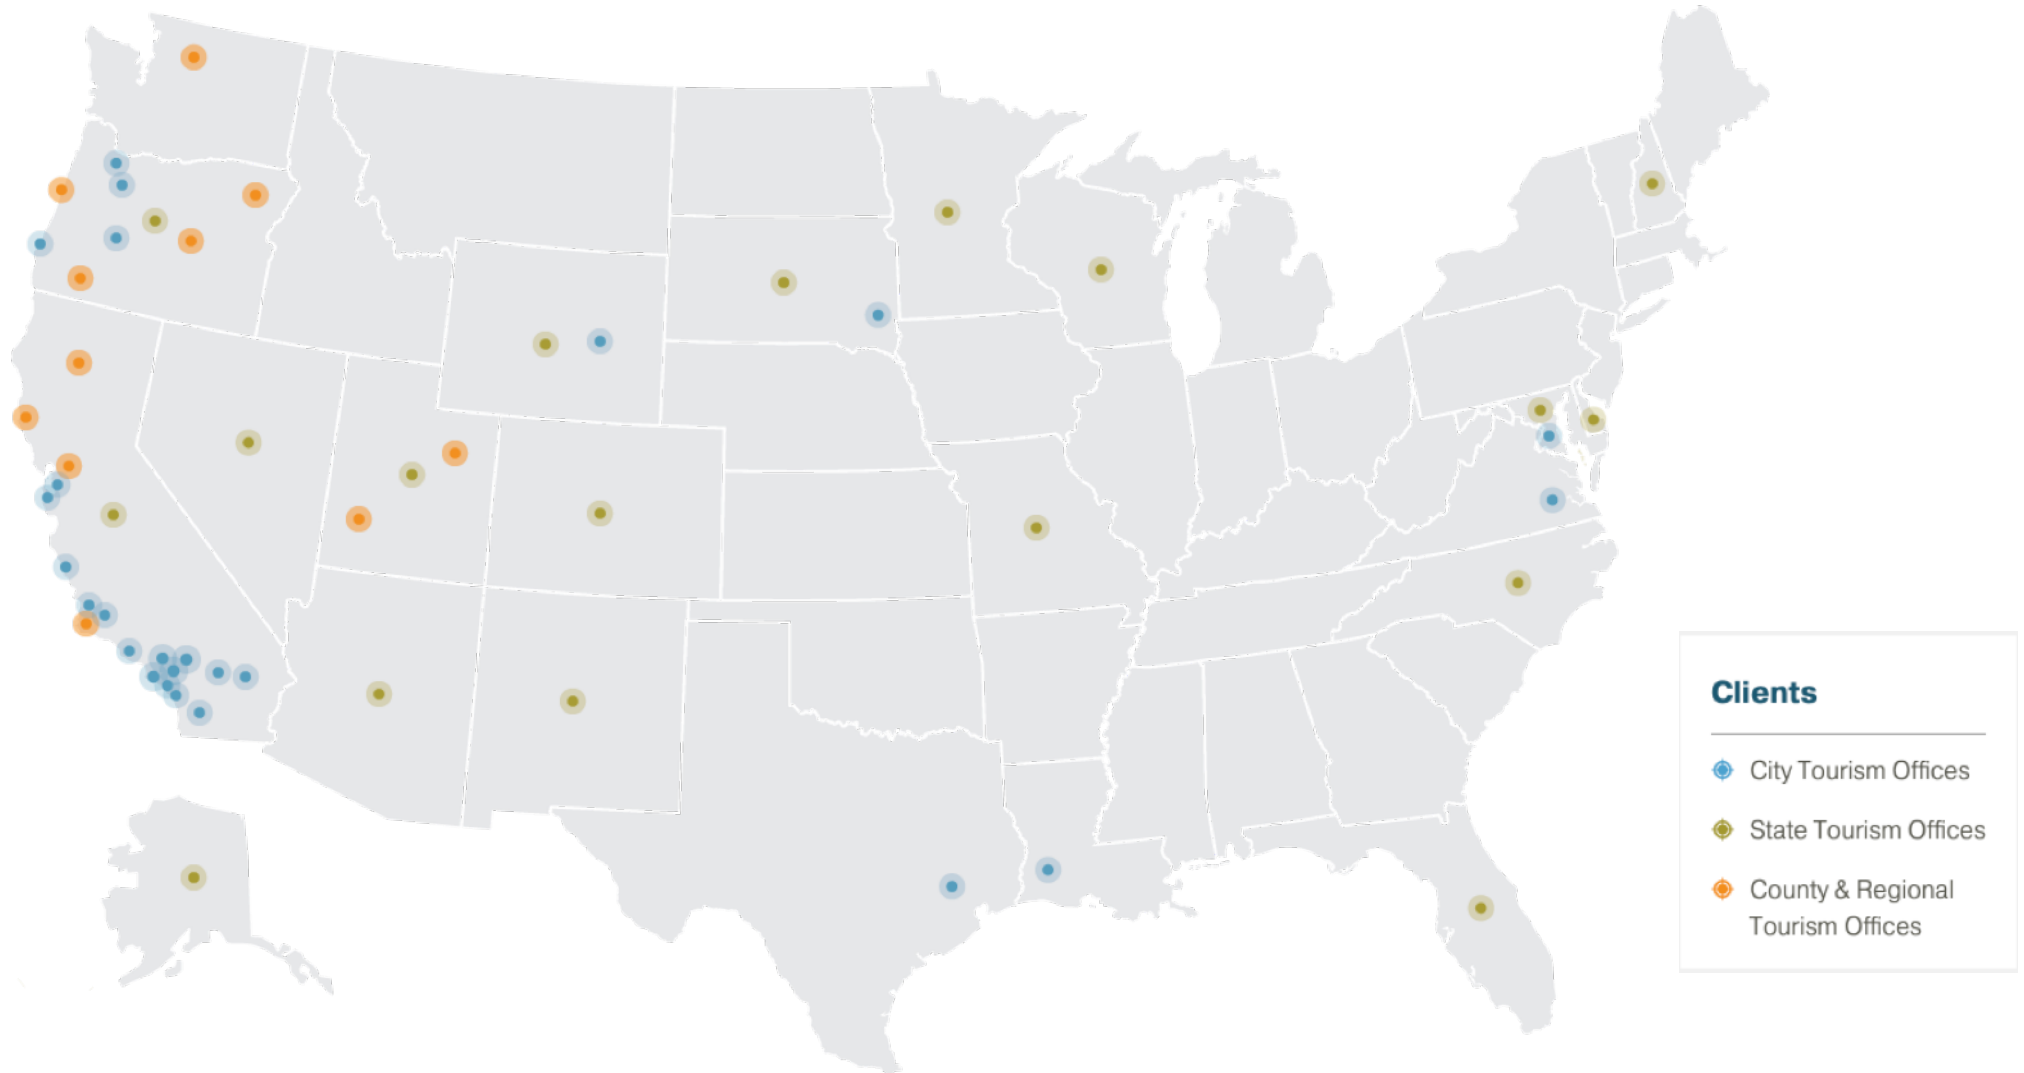 Clients
City Tourism Offices
State Tourism Offices
County & Regional
Tourism Offices